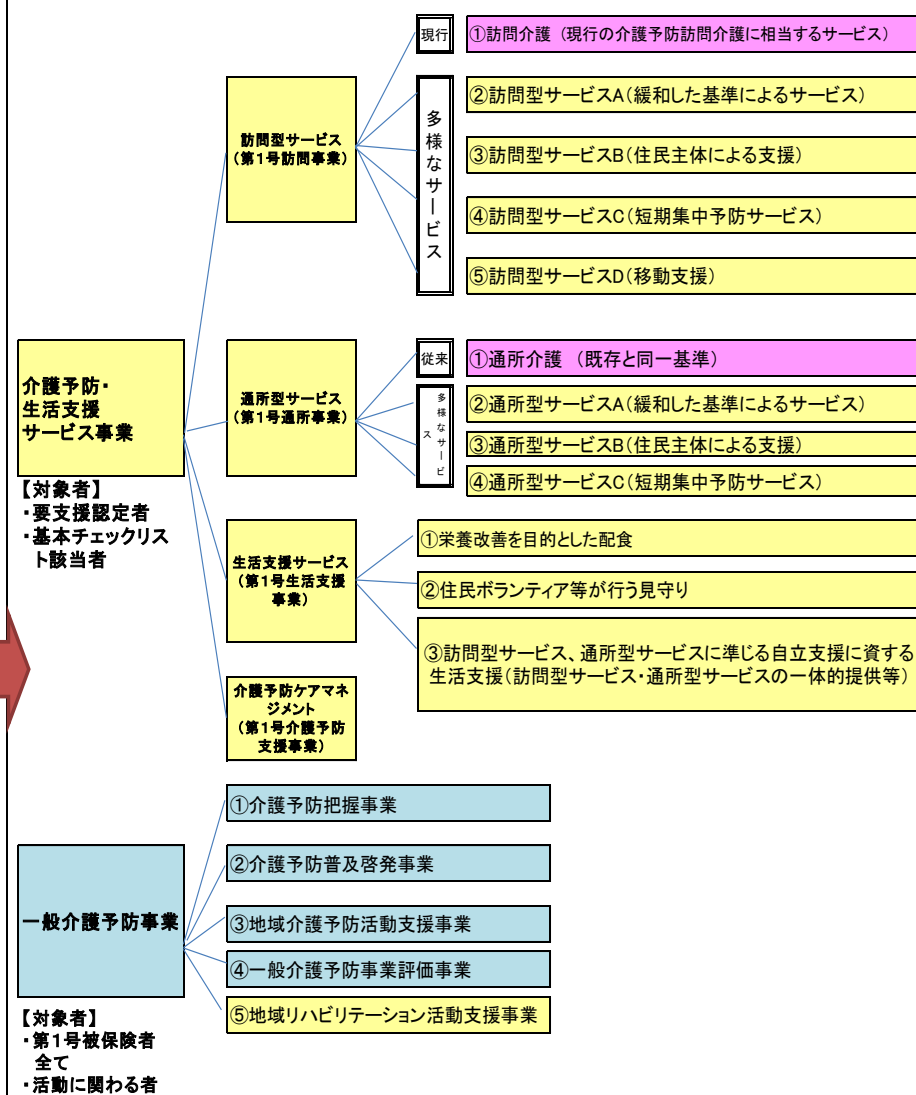 現行
①訪問介護（現行の介護予防訪問介護に相当するサービス）
訪問型サービス
（第1号訪問事業）
多様なサービス
②訪問型サービスA（緩和した基準によるサービス）
③訪問型サービスB（住民主体による支援）
④訪問型サービスC（短期集中予防サービス）
⑤訪問型サービスD（移動支援）
介護予防・
生活支援
サービス事業
【対象者】
・要支援認定者
・基本チェックリス
ト該当者
通所型サービス
（第1号通所事業）
従来
①通所介護（既存と同一基準）
多様なサービス
②通所型サービスA（緩和した基準によるサービス）
③通所型サービスB（住民主体による支援）
④通所型サービスC（短期集中予防サービス）
生活支援サービス
（第1号生活支援
事業）
①栄養改善を目的とした配食
②住民ボランティア等が行う見守り
③訪問型サービス、通所型サービスに準じる自立支援に資する
生活支援（訪問型サービス・通所型サービスの一体的提供等）
介護予防ケアマネ
ジメント
（第1号介護予防
支援事業）
一般介護予防事業
【対象者】
・第1号被保険者
全て
・活動に関わる者
①介護予防把握事業
②介護予防普及啓発事業
③地域介護予防活動支援事業
④一般介護予防事業評価事業
⑤地域リハビリテーション活動支援事業